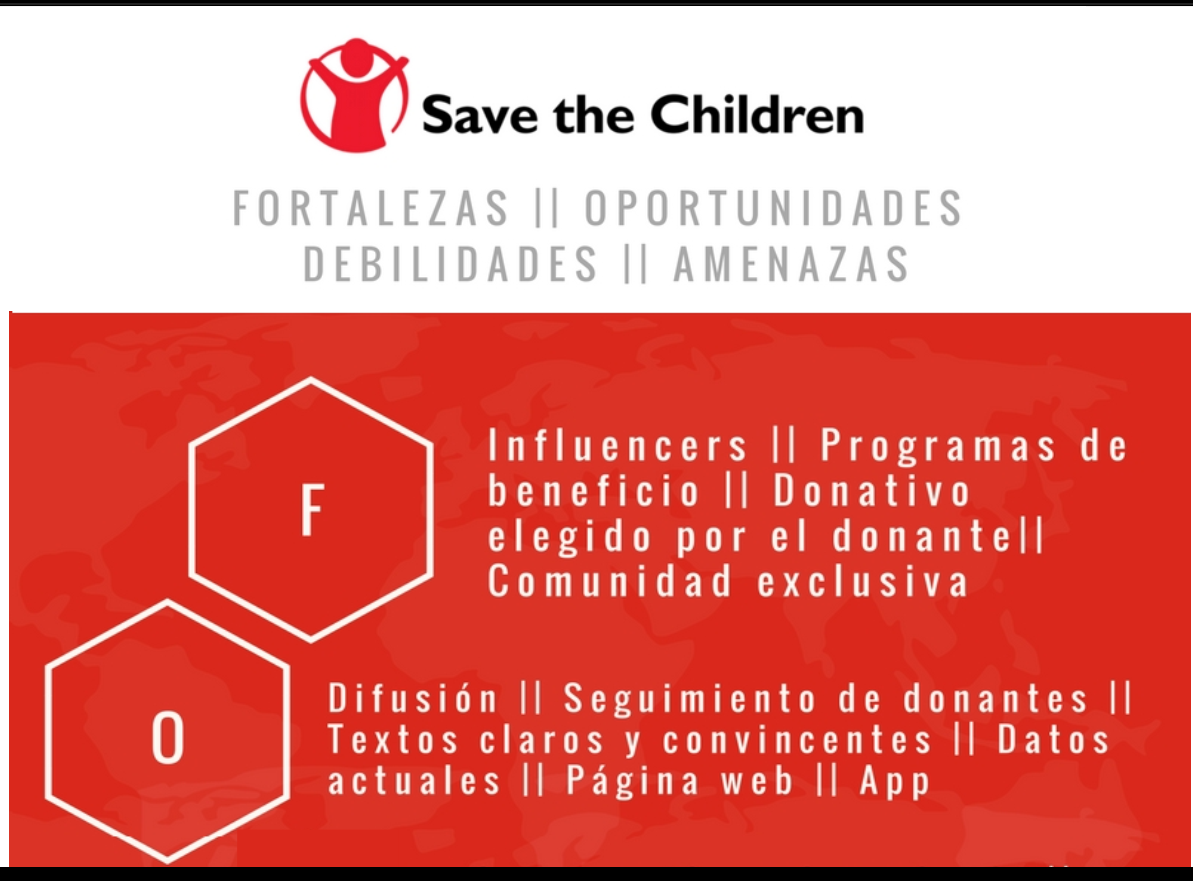 Save the Children
FORTALEZAS || OPORTUNIDADES
DEBILIDADES || AMENAZAS
F
Influencers || Programas de
beneficio || Donativo
elegido por el donante||
Comunidad exclusiva
O
Difusión || Seguimiento de donantes ||
Textos claros y convincentes || Datos
actuales || Página web || App